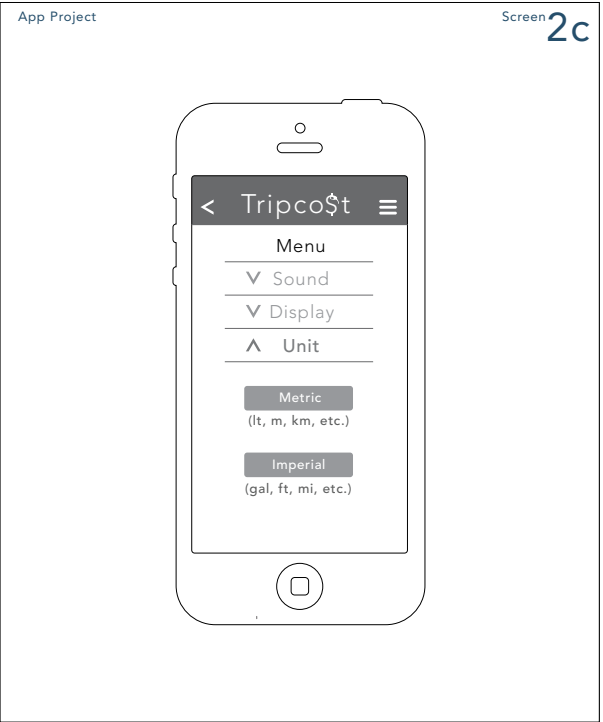 App Project
Screen 2c
< Tripco$t
Menu
Sound
Display
Unit
Metric
(lt, m, km, etc.)
Imperial
(gal, ft, mi, etc.)